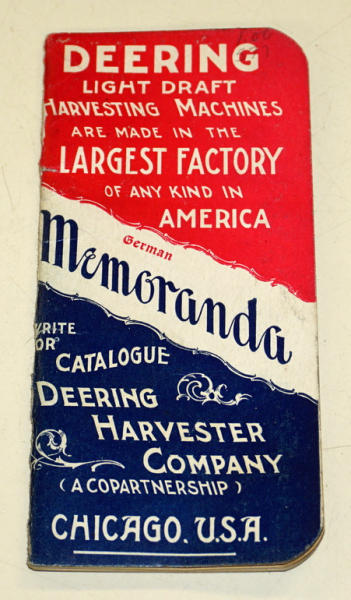 DEERING
LIGHT DRAFT
HARVESTING MACHINES
ARE MADE IN THE
LARGEST FACTORY
OF ANY KIND IN
AMERICA
German
Memoranda
WRITE
FOR
CATALOGUE
DEERING
HARVESTER
COMPANY
(A COPARTNERSHIP)
CHICAGO. U.S.A.